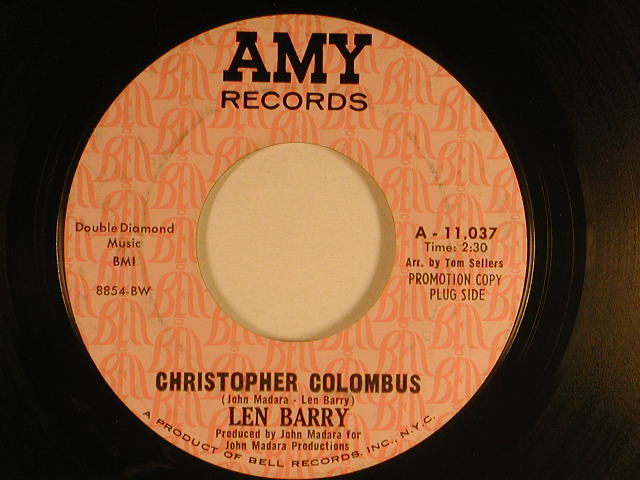 AMY
RECORDS
Double Diamond
Music
BMI
8854-BW
A - 11,037
Time: 2:30
Arr. by Tom Sellers
PROMOTION COPY
PLUG SIDE
CHRISTOPHER COLOMBUS
(John Madara - Len Barry)
LEN BARRY
Produced by John Madara for
John Madara Productions
A PRODUCT OF BELL RECORDS, INC., N.Y.C.